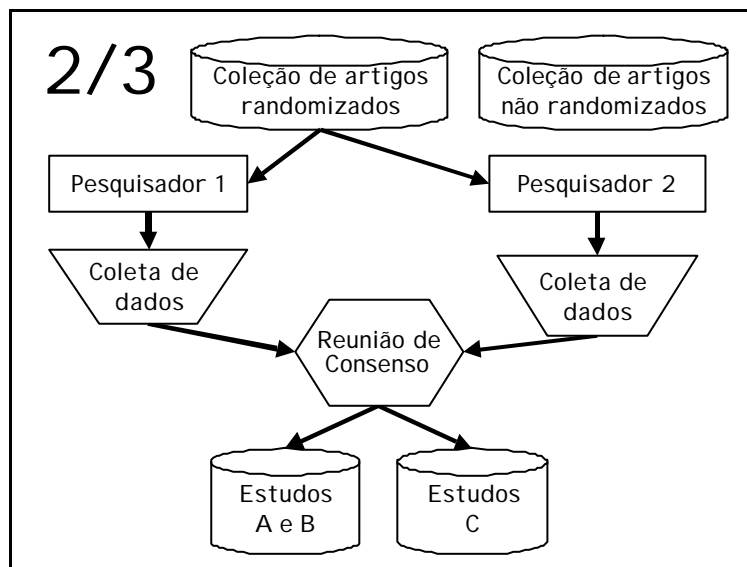 2/3
Coleção de artigos
randomizados
Coleção de artigos
não randomizados
Pesquisador 1
Pesquisador 2
Coleta de
dados
Coleta de
dados
Reunião de
Consenso
Estudos
A e B
Estudos
C